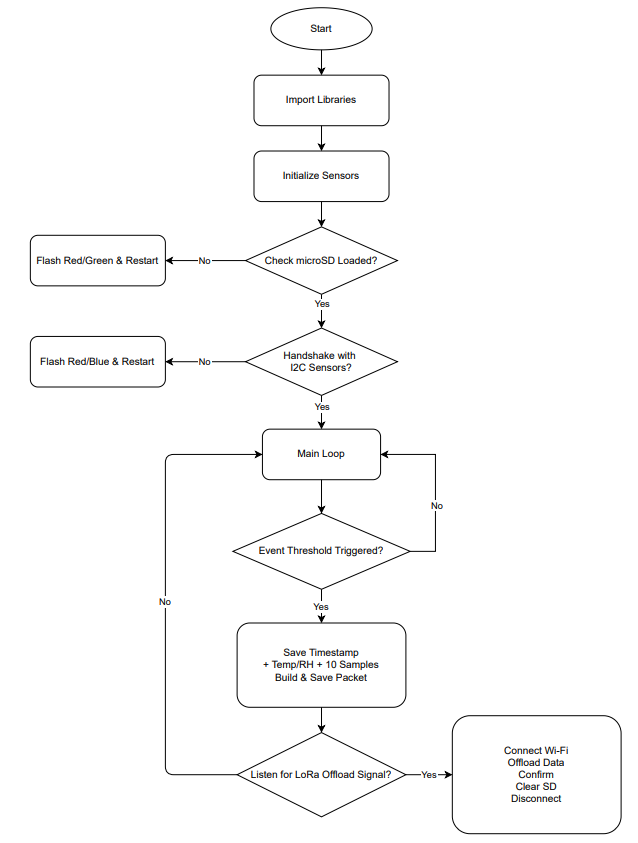 Start
Import Libraries
Initialize Sensors
Check microSD Loaded?
No
Flash Red/Green & Restart
Yes
Handshake with
I2C Sensors?
No
Flash Red/Blue & Restart
Yes
Main Loop
Event Threshold Triggered?
No
Yes
Save Timestamp
+ Temp/RH + 10 Samples
Build & Save Packet
Listen for LoRa Offload Signal?
No
Yes
Connect Wi-Fi
Offload Data
Confirm
Clear SD
Disconnect